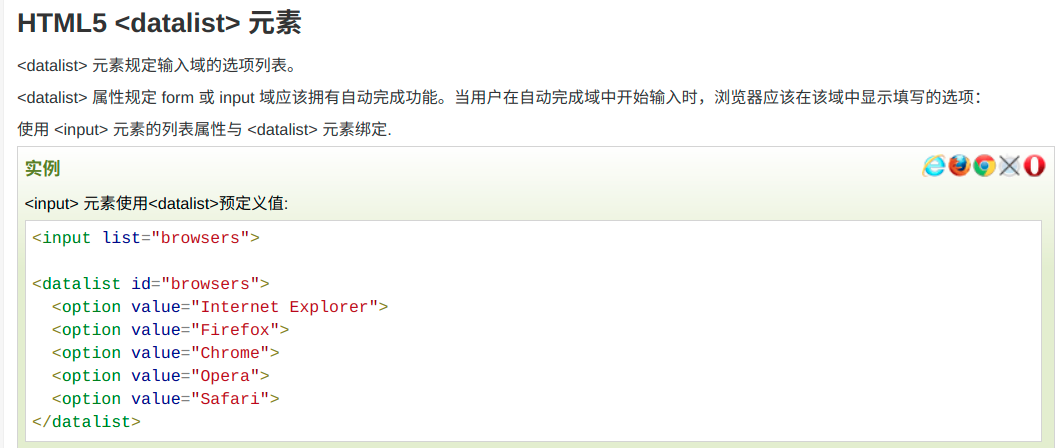 HTML5 <datalist> 元素
<datalist> 元素规定输入域的选项列表。
<datalist> 属性规定 form 或 input 域应该拥有自动完成功能。当用户在自动完成域中开始输入时，浏览器应该在该域中显示填写的选项：
使用 <input> 元素的列表属性与 <datalist> 元素绑定.
实例
<input> 元素使用<datalist>预定义值:
<input list="browsers">
<datalist id="browsers">
  <option value="Internet Explorer">
  <option value="Firefox">
  <option value="Chrome">
  <option value="Opera">
  <option value="Safari">
</datalist>